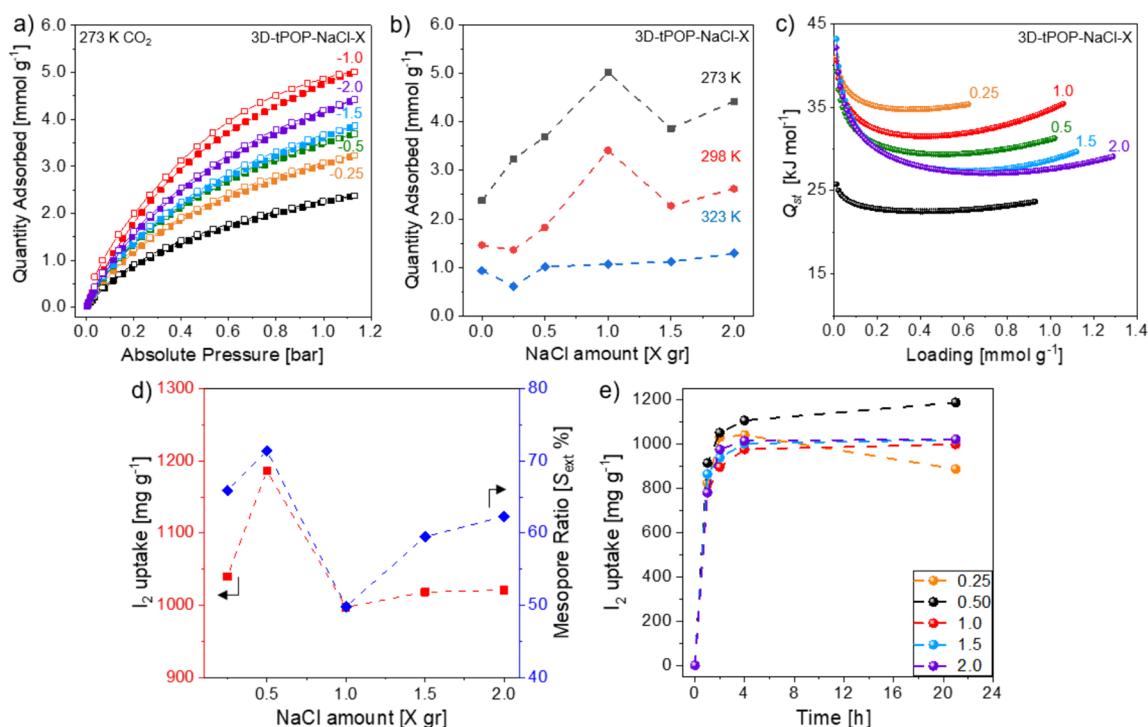 a)
273 K CO₂
3D-tPOP-NaCl-X
-1.0
-2.0
-1.5
-0.5
-0.25
6.0
5.0
4.0
3.0
2.0
1.0
0.0
Quantity Adsorbed [mmol g⁻¹]
0.0 0.2 0.4 0.6 0.8 1.0 1.2
Absolute Pressure [bar]
b)
3D-tPOP-NaCl-X
273 K
298 K
323 K
6.0
5.0
4.0
3.0
2.0
1.0
0.0
Quantity Adsorbed [mmol g⁻¹]
0.0 0.5 1.0 1.5 2.0
NaCl amount [X gr]
c)
3D-tPOP-NaCl-X
0.25
1.0
0.5
1.5
2.0
45
35
25
15
Qst [kJ mol⁻¹]
0.0 0.2 0.4 0.6 0.8 1.0 1.2 1.4
Loading [mmol g⁻¹]
d)
1300
1200
1100
1000
900
I₂ uptake [mg g⁻¹]
80
70
60
50
40
Mesopore Ratio [Sext %]
0.5 1.0 1.5 2.0
NaCl amount [X gr]
e)
1200
1000
800
600
400
200
0
I₂ uptake [mg g⁻¹]
0.25
0.50
1.0
1.5
2.0
0 4 8 12 16 20 24
Time [h]